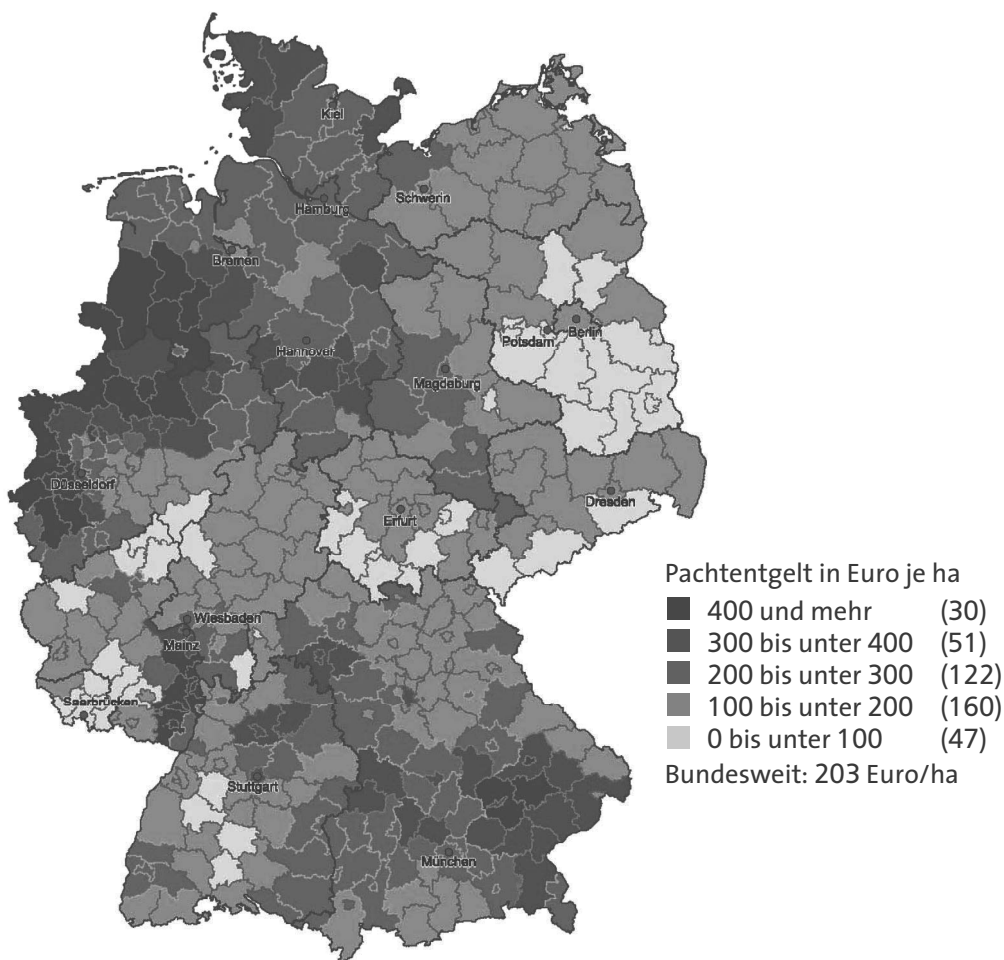 Kiel
Schwerin
Hamburg
Bremen
Berlin
Potsdam
Hannover
Magdeburg
Düsseldorf
Dresden
Erfurt
Wiesbaden
Mainz
Saarbrücken
Stuttgart
München
Pachtentgelt in Euro je ha
400 und mehr (30)
300 bis unter 400 (51)
200 bis unter 300 (122)
100 bis unter 200 (160)
0 bis unter 100 (47)
Bundesweit: 203 Euro/ha